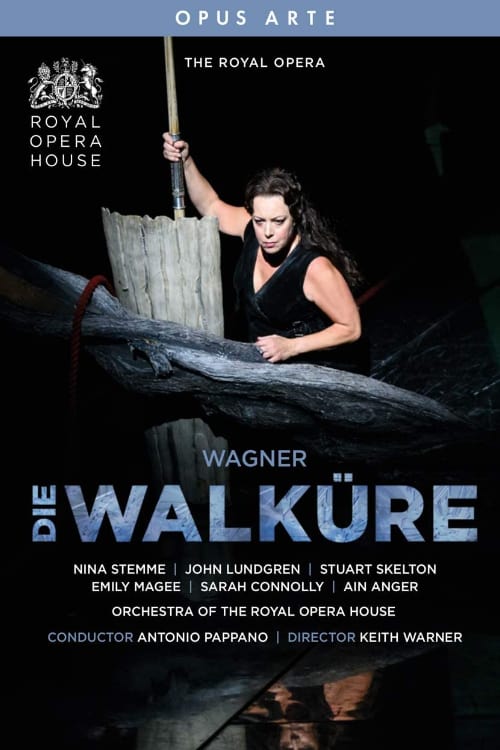 OPUS ARTE
THE ROYAL OPERA
ROYAL
OPERA
HOUSE
WAGNER
DIE WALKÜRE
NINA STEMME | JOHN LUNDGREN | STUART SKELTON
EMILY MAGEE | SARAH CONNOLLY | AIN ANGER
ORCHESTRA OF THE ROYAL OPERA HOUSE
CONDUCTOR ANTONIO PAPPANO | DIRECTOR KEITH WARNER